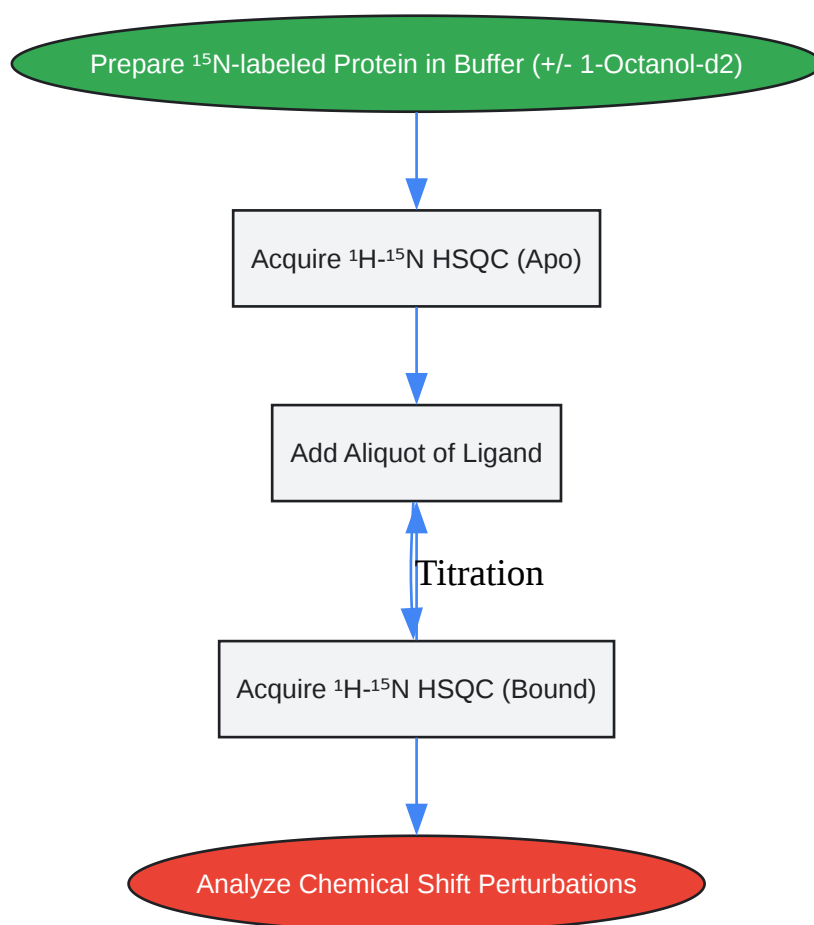 Prepare ¹⁵N-labeled Protein in Buffer (+/- 1-Octanol-d2)
Acquire ¹H-¹⁵N HSQC (Apo)
Add Aliquot of Ligand
Titration
Acquire ¹H-¹⁵N HSQC (Bound)
Analyze Chemical Shift Perturbations